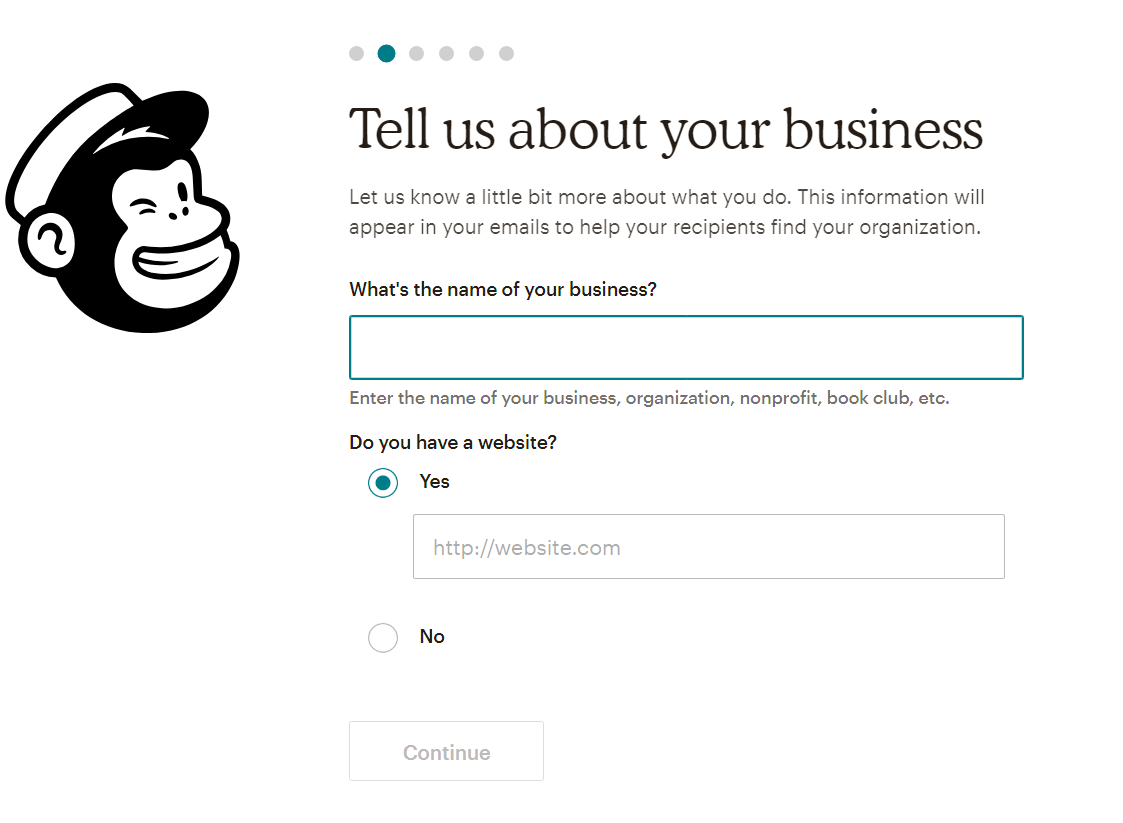 Tell us about your business
Let us know a little bit more about what you do. This information will
appear in your emails to help your recipients find your organization.
What's the name of your business?
Enter the name of your business, organization, nonprofit, book club, etc.
Do you have a website?
Yes
http://website.com
No
Continue